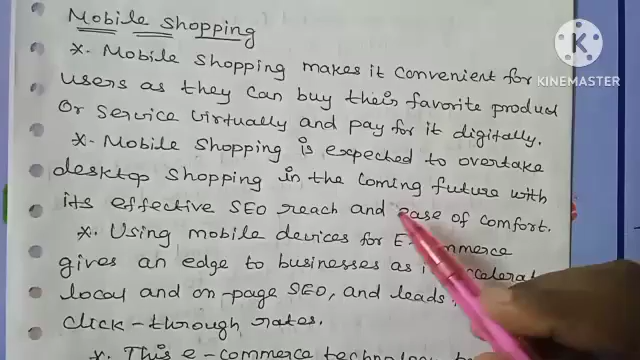 Mobile Shopping
*. Mobile Shopping makes it convenient for
users as they can buy their favorite product
or service virtually and pay for it digitally.
*. Mobile Shopping is expected to overtake
desktop shopping in the coming future with
its effective SEO reach and ease of comfort.
*. Using mobile devices for
gives an edge to businesses as
local and on-page SEO, and leads
click-through rates.
*. This e-commerce technology
KINEMASTER